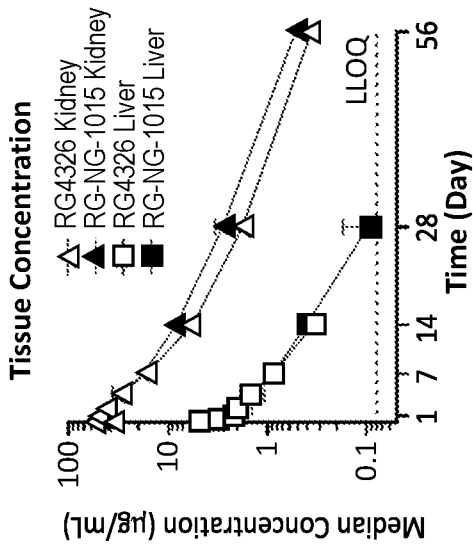 Tissue Concentration
RG4326 Kidney
RG-NG-1015 Kidney
RG4326 Liver
RG-NG-1015 Liver
Median Concentration (µg/mL)
100
10
1
0.1
LLOQ
1
7
14
28
56
Time (Day)